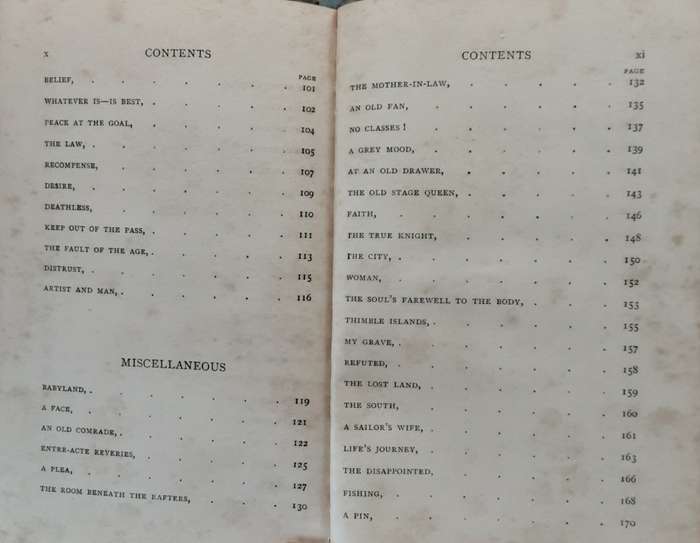 x CONTENTS
PAGE
BELIEF, . . . . . . 101
WHATEVER IS—IS BEST, . . . . . 102
PEACE AT THE GOAL, . . . . . 104
THE LAW, . . . . . . 105
RECOMPENSE, . . . . . 107
DESIRE, . . . . . . 109
DEATHLESS, . . . . . 110
KEEP OUT OF THE PASS, . . . . . 111
THE FAULT OF THE AGE, . . . . . 113
DISTRUST, . . . . . . 115
ARTIST AND MAN, . . . . . . 116
MISCELLANEOUS
BABYLAND, . . . . . 119
A FACE, . . . . . . 121
AN OLD COMRADE, . . . . . . 122
ENTRE-ACTE REVERIES, . . . . . 125
A PLEA, . . . . . . 127
THE ROOM BENEATH THE RAFTERS, . . . . 130
CONTENTS xi
PAGE
THE MOTHER-IN-LAW, . . . . . 132
AN OLD FAN, . . . . . . 135
NO CLASSES! . . . . . . 137
A GREY MOOD, . . . . . . 139
AT AN OLD DRAWER, . . . . . 141
THE OLD STAGE QUEEN, . . . . . 143
FAITH, . . . . . . 146
THE TRUE KNIGHT, . . . . . 148
THE CITY, . . . . . . 150
WOMAN, . . . . . . 152
THE SOUL'S FAREWELL TO THE BODY, . . . 153
THIMBLE ISLANDS, . . . . . . 155
MY GRAVE, . . . . . . 157
REFUTED, . . . . . . 158
THE LOST LAND, . . . . . . 159
THE SOUTH, . . . . . . 160
A SAILOR'S WIFE, . . . . . . 161
LIFE'S JOURNEY, . . . . . . 163
THE DISAPPOINTED, . . . . . 166
FISHING, . . . . . . 168
A PIN, . . . . . . 170